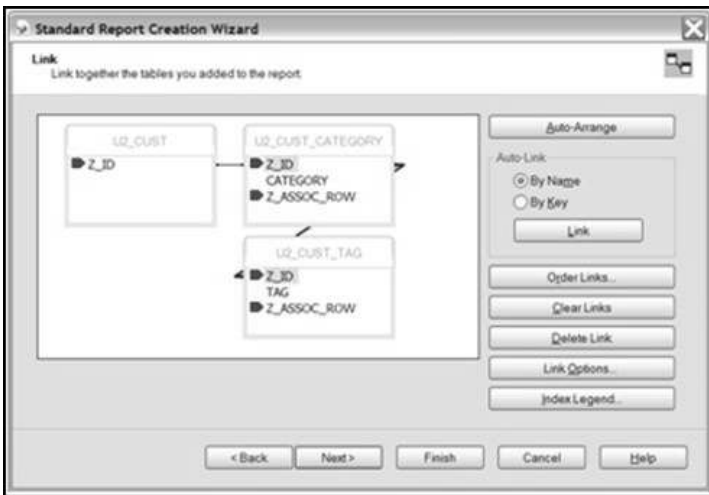 Standard Report Creation Wizard
Link
Link together the tables you added to the report.
U2_CUST
Z_ID
U2_CUST_CATEGORY
Z_ID
CATEGORY
Z_ASSOC_ROW
U2_CUST_TAG
Z_ID
TAG
Z_ASSOC_ROW
Auto-Arrange
Auto-Link
By Name
By Key
Link
Order Links...
Clear Links
Delete Link
Link Options...
Index Legend...
< Back
Next >
Finish
Cancel
Help